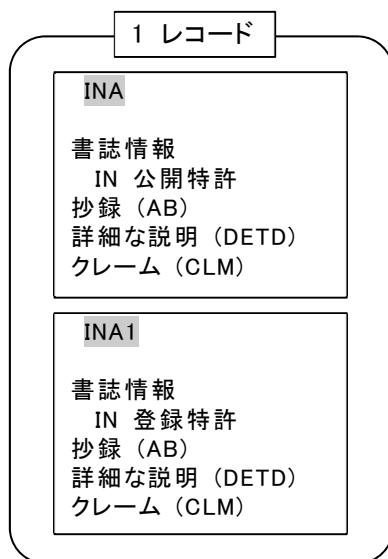 1 レコード
INA
書誌情報
IN 公開特許
抄録 (AB)
詳細な説明 (DETD)
クレーム (CLM)
INA1
書誌情報
IN 登録特許
抄録 (AB)
詳細な説明 (DETD)
クレーム (CLM)